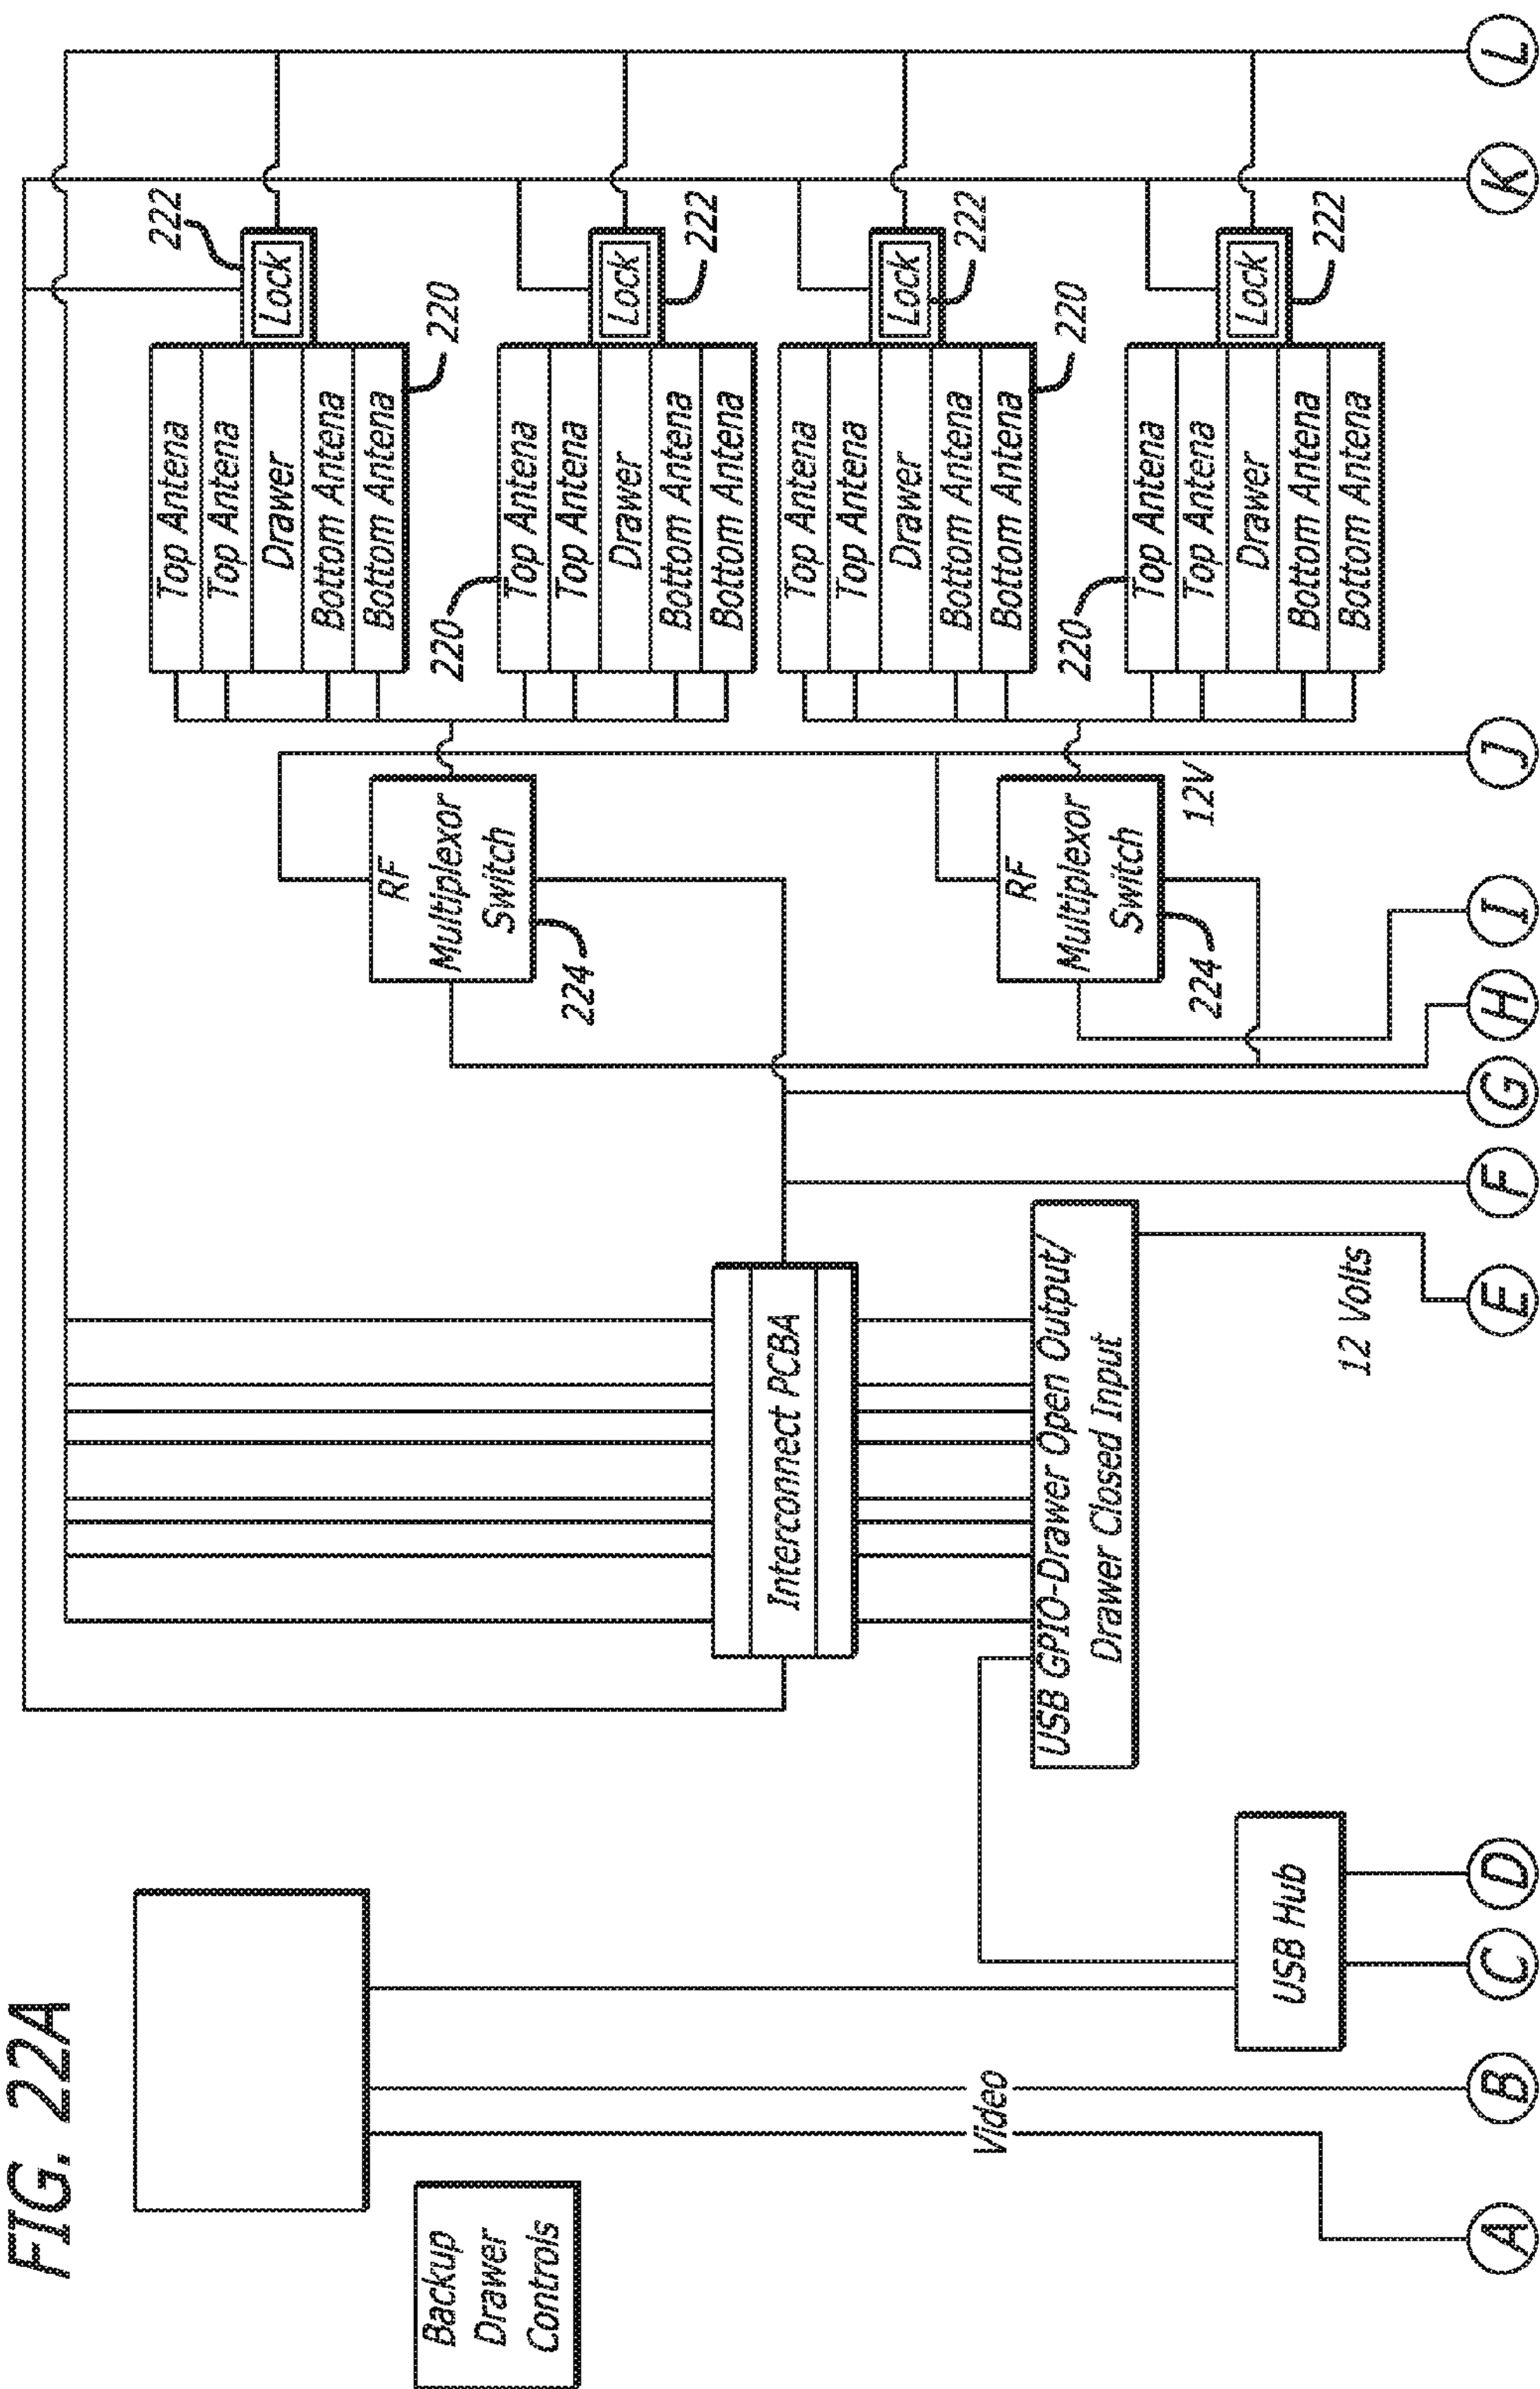 FIG. 22A
Backup
Drawer
Controls
Video
USB Hub
Interconnect PCBA
USB GPIO-Drawer Open Output/
Drawer Closed Input
12 Volts
RF
Multiplexor
Switch
224
RF
Multiplexor
Switch
224
12V
Top Antena
Top Antena
Drawer
Bottom Antena
Bottom Antena
220
Lock
222
Top Antena
Top Antena
Drawer
Bottom Antena
Bottom Antena
220
Lock
222
Top Antena
Top Antena
Drawer
Bottom Antena
Bottom Antena
220
Lock
222
Top Antena
Top Antena
Drawer
Bottom Antena
Bottom Antena
220
Lock
222
A
B
C
D
E
F
G
H
I
J
K
L